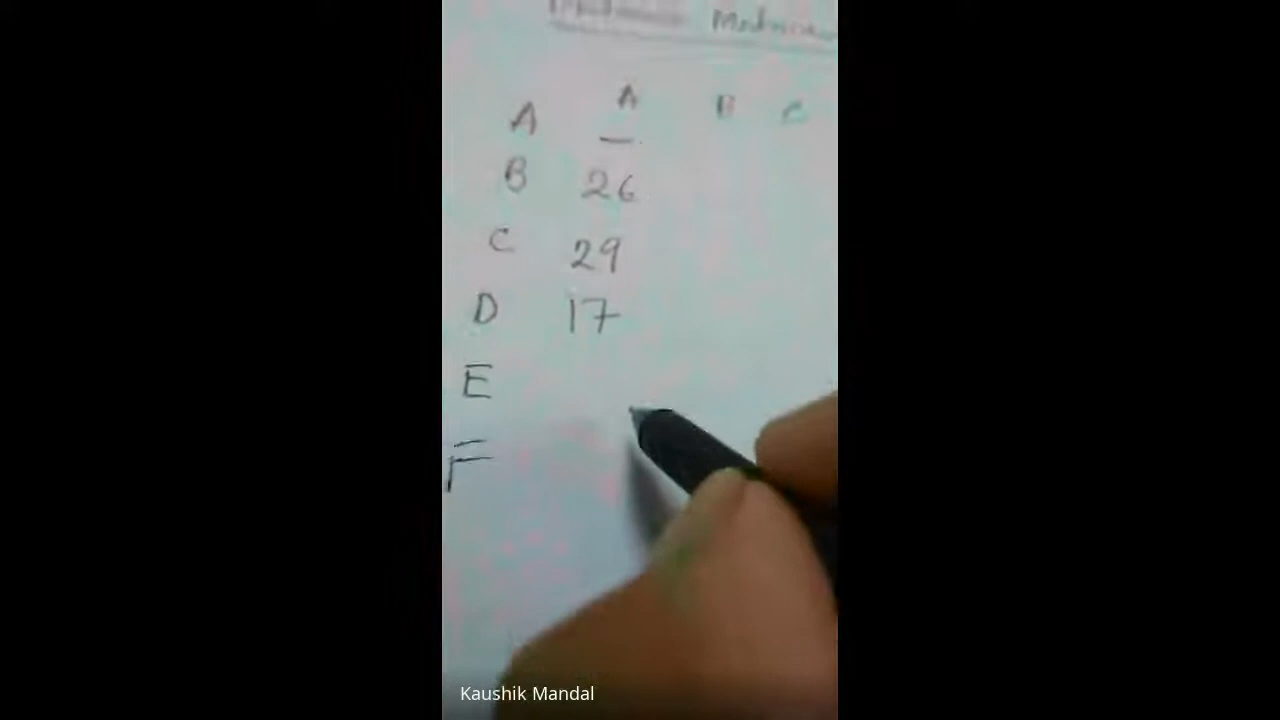 A B C
A —
B 26
C 29
D 17
E
F
Kaushik Mandal